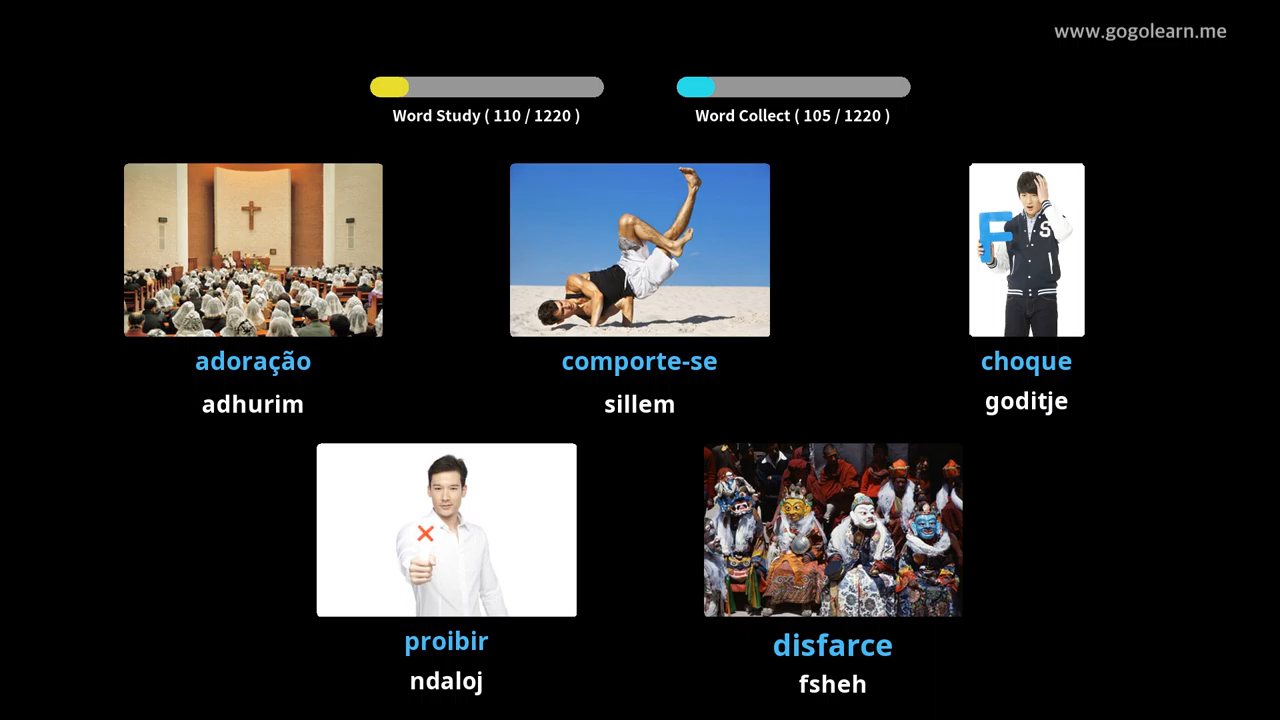 www.gogolearn.me
Word Study ( 110 / 1220 )
Word Collect ( 105 / 1220 )
adoração
adhurim
comporte-se
sillem
F
S
choque
goditje
proibir
ndaloj
disfarce
fsheh